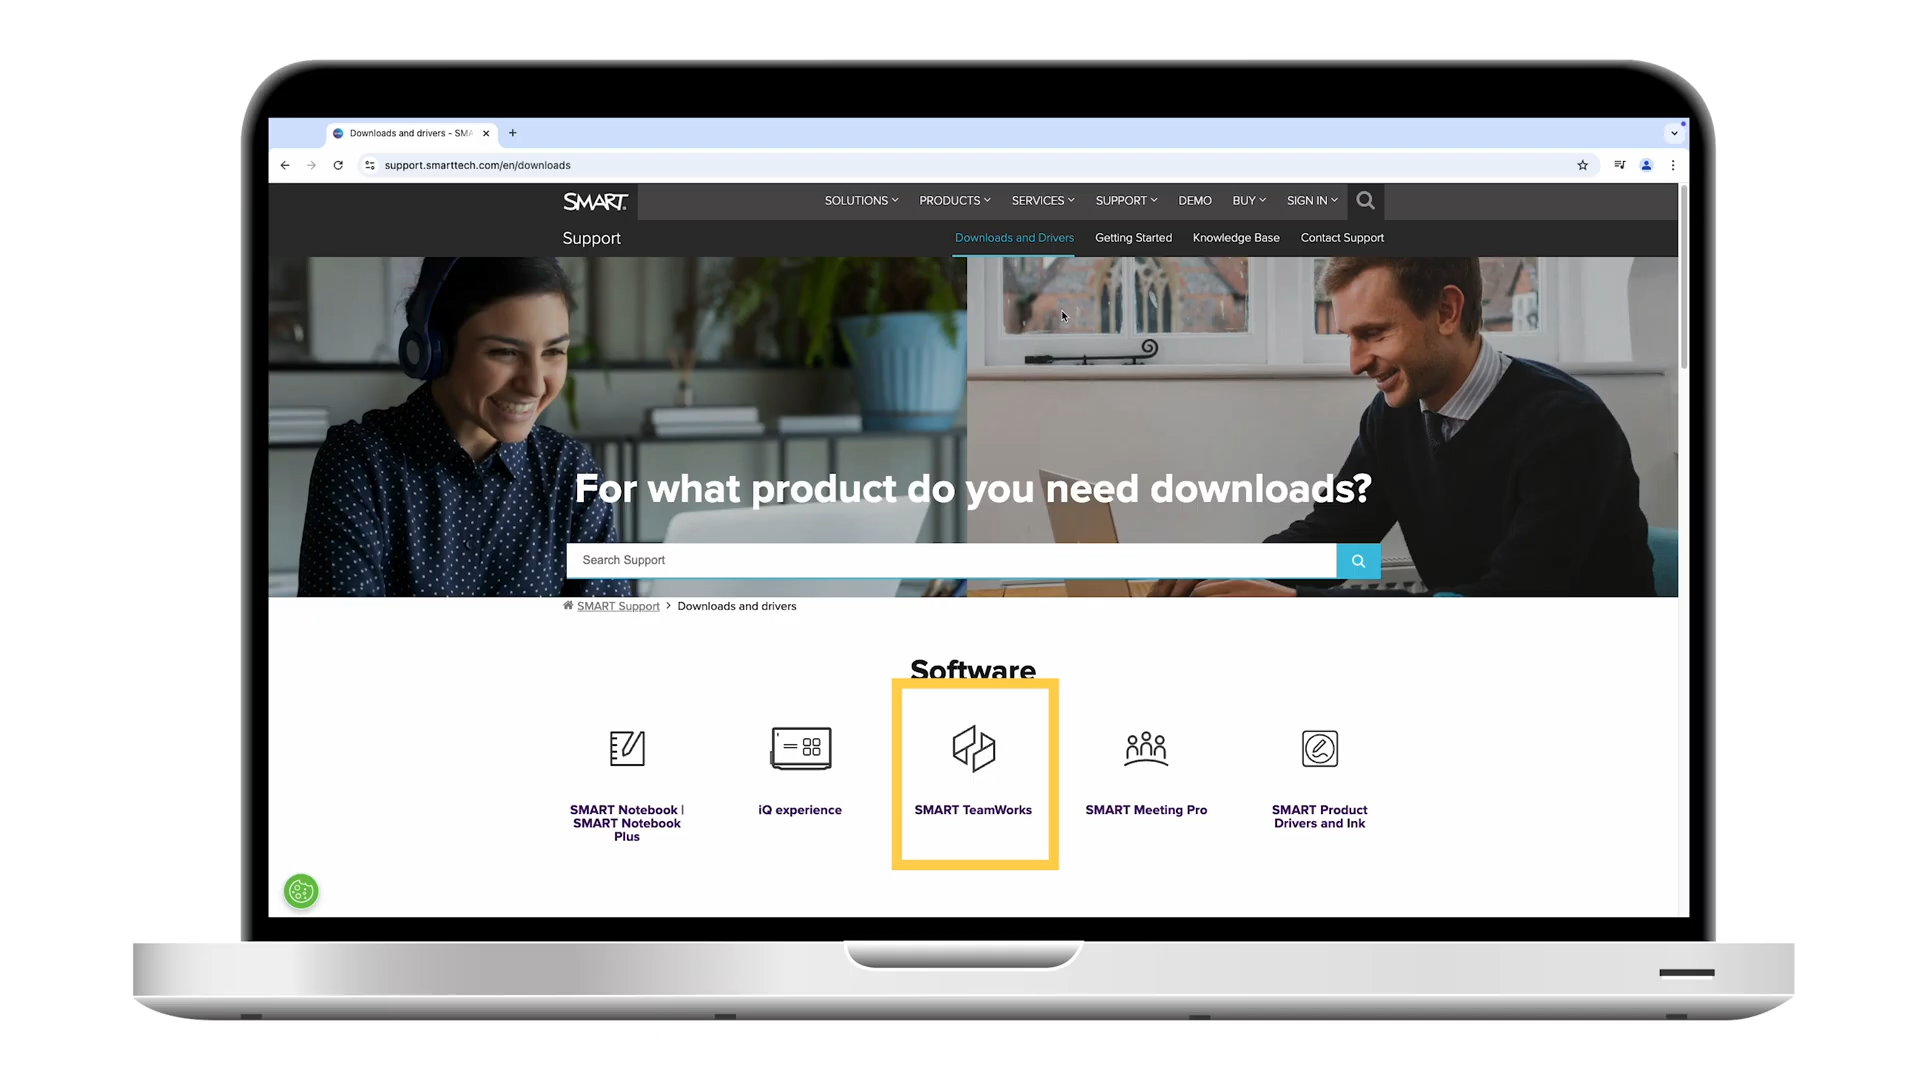 Downloads and drivers - SMA
support.smarttech.com/en/downloads
SMART
SOLUTIONS PRODUCTS SERVICES SUPPORT DEMO BUY SIGN IN
Support
Downloads and Drivers Getting Started Knowledge Base Contact Support
For what product do you need downloads?
Search Support
SMART Support > Downloads and drivers
Software
SMART Notebook |
SMART Notebook
Plus
iQ experience
SMART TeamWorks
SMART Meeting Pro
SMART Product
Drivers and Ink